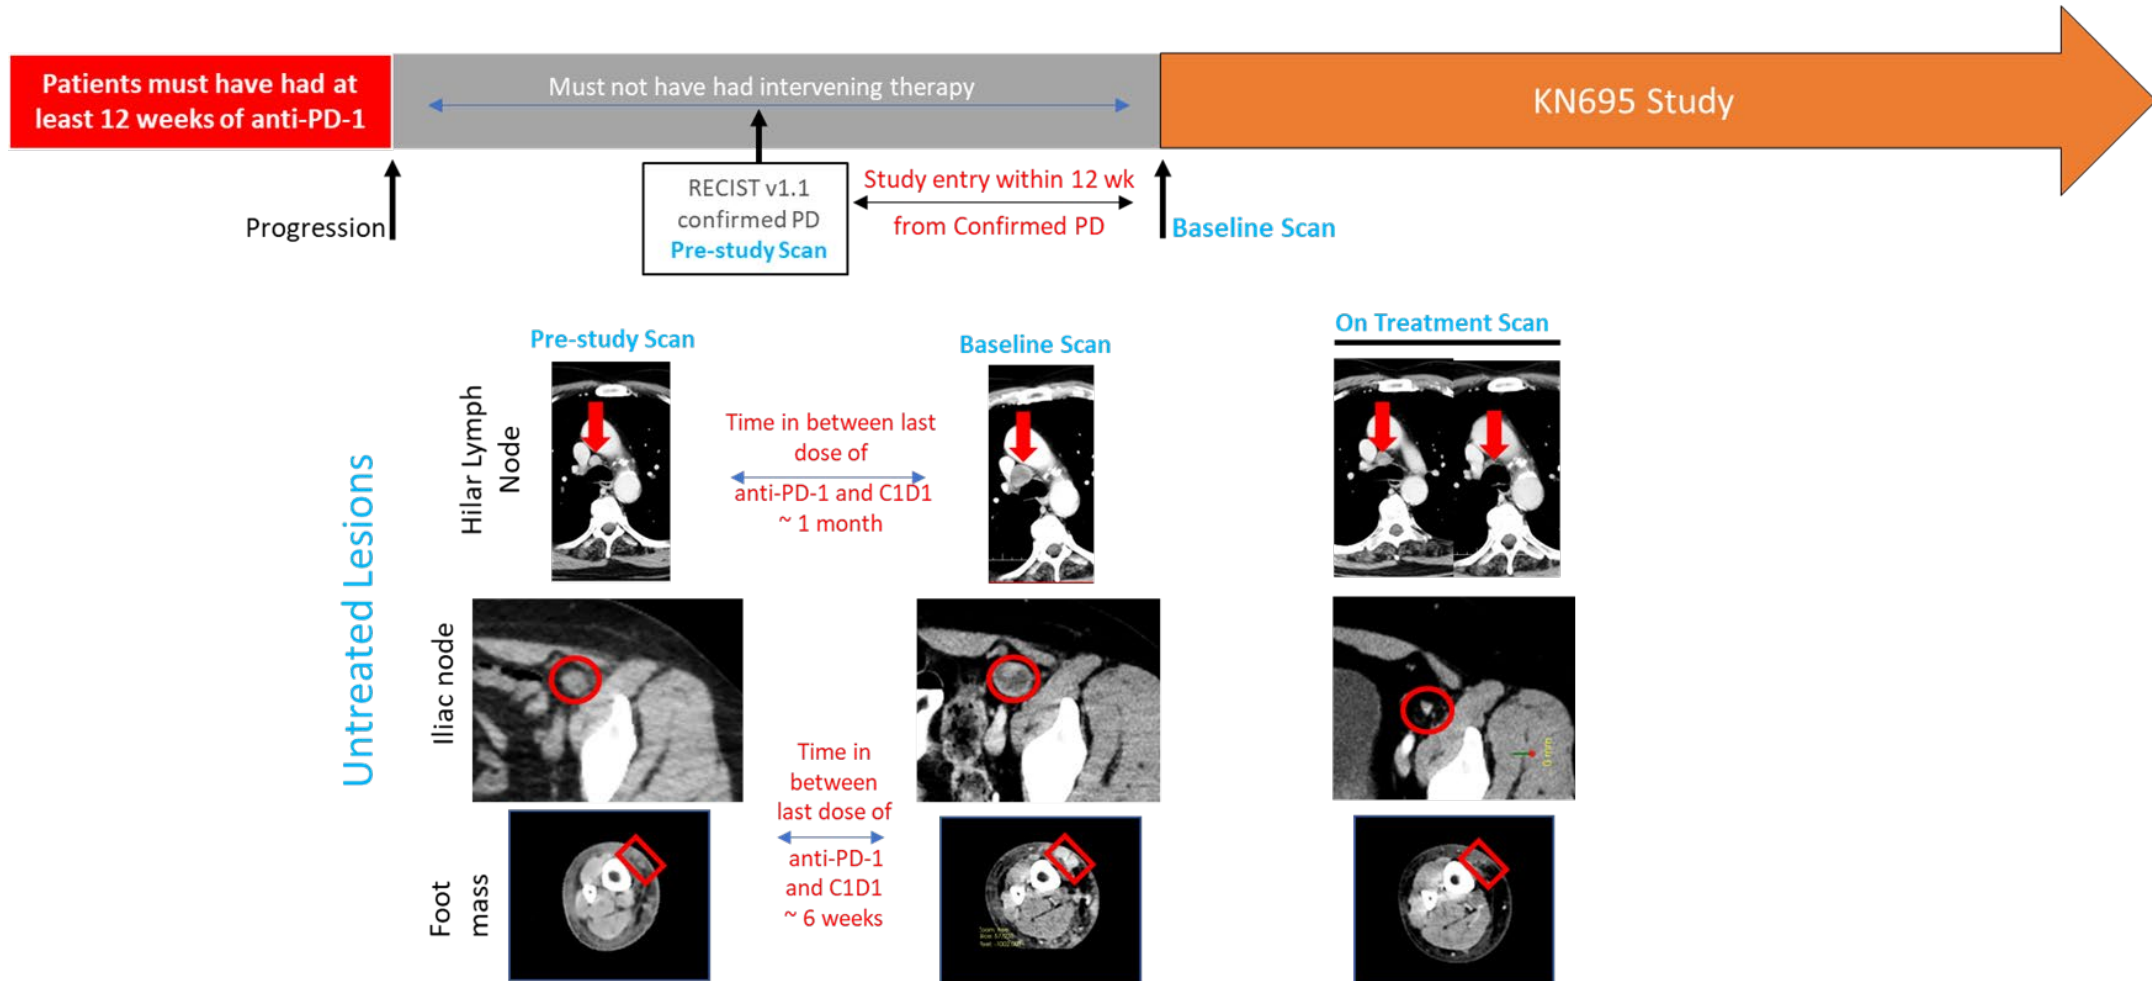 Patients must have had at
least 12 weeks of anti-PD-1
Must not have had intervening therapy
KN695 Study
Progression
RECIST v1.1
confirmed PD
Pre-study Scan
Study entry within 12 wk
from Confirmed PD
Baseline Scan
Pre-study Scan
Baseline Scan
On Treatment Scan
Untreated Lesions
Hilar Lymph
Node
Time in between last
dose of
anti-PD-1 and C1D1
~ 1 month
Iliac node
Time in
between
last dose of
anti-PD-1
and C1D1
~ 6 weeks
0 mm
Foot
mass